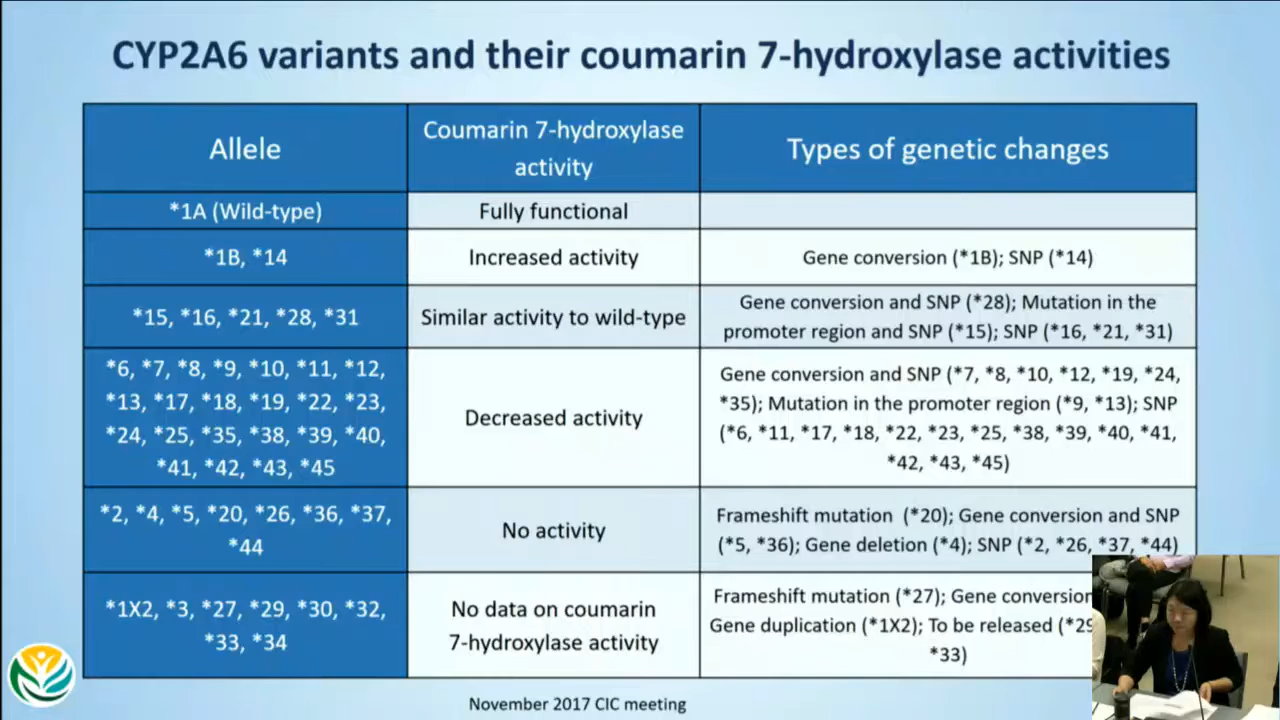 CYP2A6 variants and their coumarin 7-hydroxylase activities
Allele
Coumarin 7-hydroxylase
activity
Types of genetic changes
*1A (Wild-type)
Fully functional
*1B, *14
Increased activity
Gene conversion (*1B); SNP (*14)
*15, *16, *21, *28, *31
Similar activity to wild-type
Gene conversion and SNP (*28); Mutation in the
promoter region and SNP (*15); SNP (*16, *21, *31)
*6, *7, *8, *9, *10, *11, *12,
*13, *17, *18, *19, *22, *23,
*24, *25, *35, *38, *39, *40,
*41, *42, *43, *45
Decreased activity
Gene conversion and SNP (*7, *8, *10, *12, *19, *24,
*35); Mutation in the promoter region (*9, *13); SNP
(*6, *11, *17, *18, *22, *23, *25, *38, *39, *40, *41,
*42, *43, *45)
*2, *4, *5, *20, *26, *36, *37,
*44
No activity
Frameshift mutation (*20); Gene conversion and SNP
(*5, *36); Gene deletion (*4); SNP (*2, *26, *37, *44)
*1X2, *3, *27, *29, *30, *32,
*33, *34
No data on coumarin
7-hydroxylase activity
Frameshift mutation (*27); Gene conversion
Gene duplication (*1X2); To be released (*29
*33)
November 2017 CIC meeting